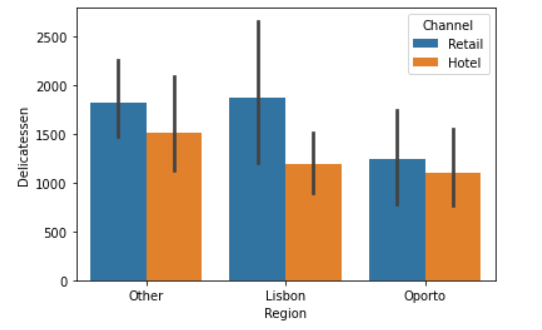 Channel
Retail
Hotel
2500
2000
1500
1000
500
0
Delicatessen
Other
Lisbon
Oporto
Region